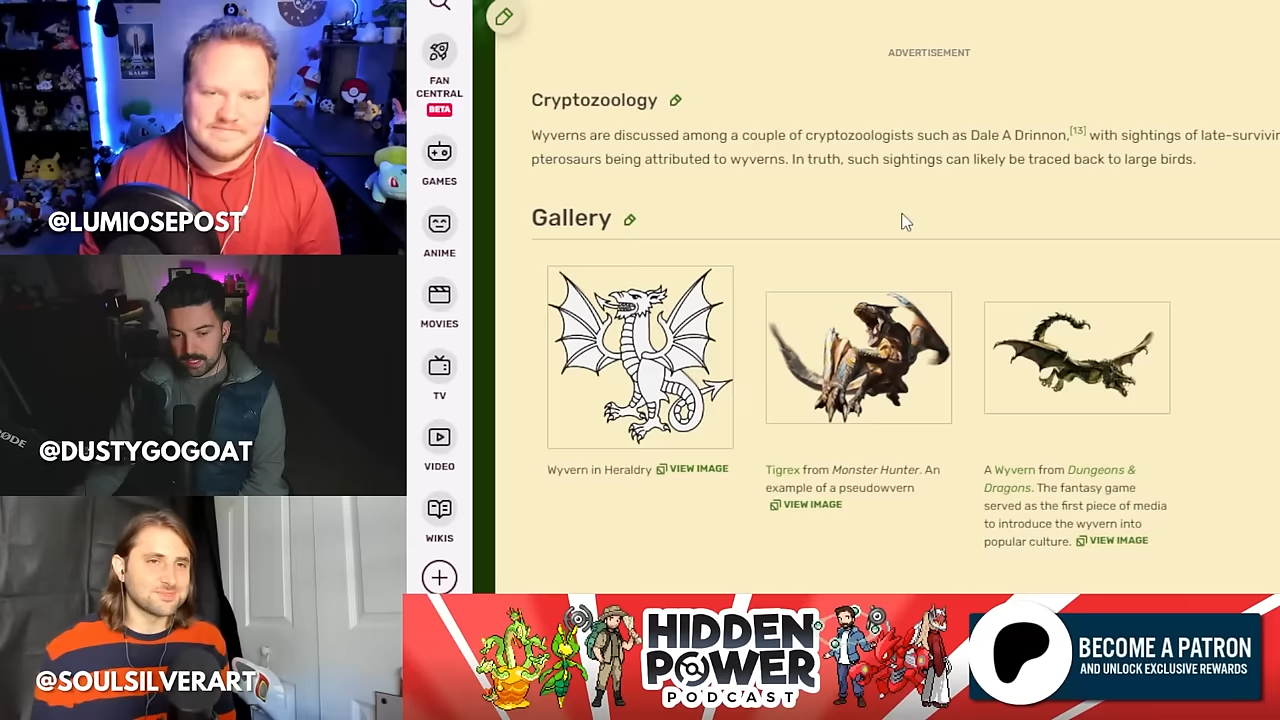 KALOS
@LUMIOSEPOST
RØDE
@DUSTYGOGOAT
@SOULSILVERART
FAN
CENTRAL
BETA
GAMES
ANIME
MOVIES
TV
VIDEO
WIKIS
ADVERTISEMENT
Cryptozoology
Wyverns are discussed among a couple of cryptozoologists such as Dale A Drinnon,[13] with sightings of late-survivin
pterosaurs being attributed to wyverns. In truth, such sightings can likely be traced back to large birds.
Gallery
Wyvern in Heraldry VIEW IMAGE
Tigrex from Monster Hunter. An
example of a pseudowvern
VIEW IMAGE
A Wyvern from Dungeons &
Dragons. The fantasy game
served as the first piece of media
to introduce the wyvern into
popular culture. VIEW IMAGE
HIDDEN
POWER
PODCAST
BECOME A PATRON
AND UNLOCK EXCLUSIVE REWARDS